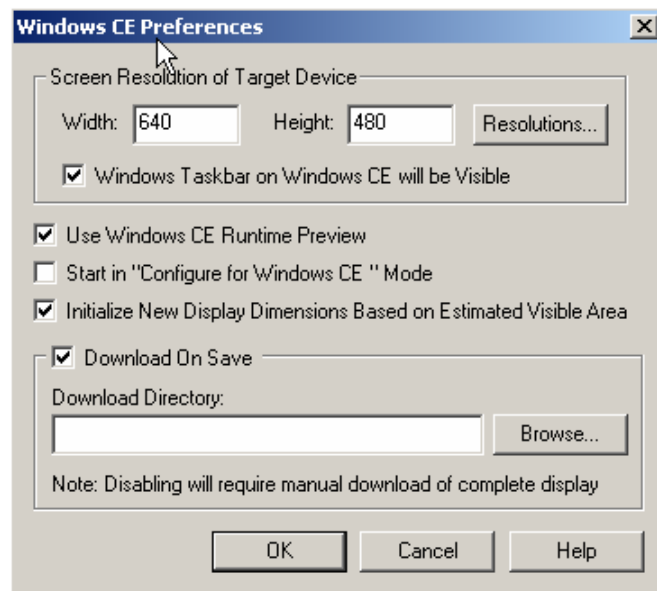 Windows CE Preferences
Screen Resolution of Target Device
Width: 640 Height: 480 Resolutions...
Windows Taskbar on Windows CE will be Visible
Use Windows CE Runtime Preview
Start in "Configure for Windows CE " Mode
Initialize New Display Dimensions Based on Estimated Visible Area
Download On Save
Download Directory:
Browse...
Note: Disabling will require manual download of complete display
OK Cancel Help